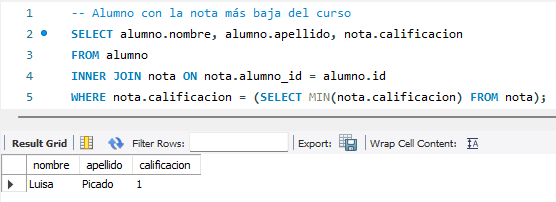 1 -- Alumno con la nota más baja del curso
2 SELECT alumno.nombre, alumno.apellido, nota.calificacion
3 FROM alumno
4 INNER JOIN nota ON nota.alumno_id = alumno.id
5 WHERE nota.calificacion = (SELECT MIN(nota.calificacion) FROM nota);
Result Grid Filter Rows: Export: Wrap Cell Content: IA
nombre apellido calificacion
Luisa Picado 1